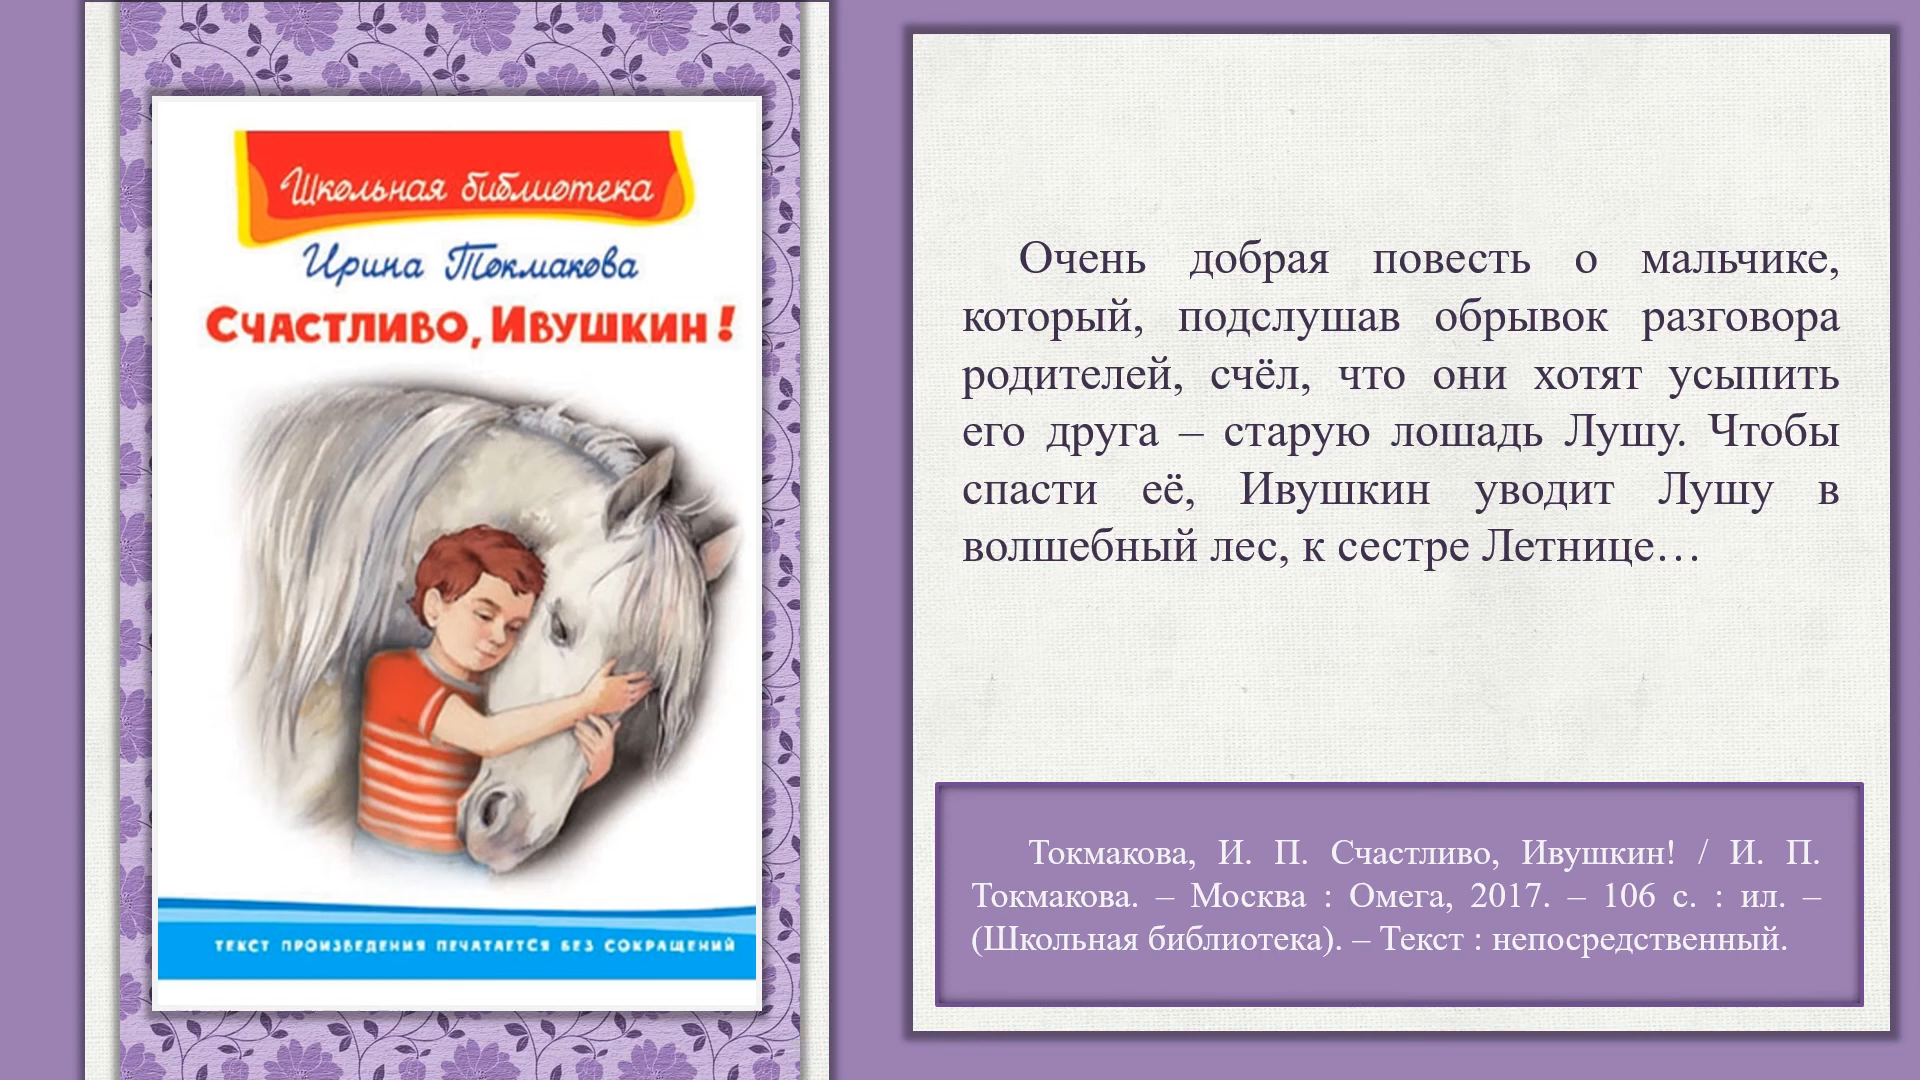 Школьная библиотека
Ирина Токмакова
Счастливо, Ивушкин!
ТЕКСТ ПРОИЗВЕДЕНИЯ ПЕЧАТАЕТСЯ БЕЗ СОКРАЩЕНИЙ
Очень добрая повесть о мальчике,
который, подслушав обрывок разговора
родителей, счёл, что они хотят усыпить
его друга – старую лошадь Лушу. Чтобы
спасти её, Ивушкин уводит Лушу в
волшебный лес, к сестре Летнице…
Токмакова, И. П. Счастливо, Ивушкин! / И. П.
Токмакова. – Москва : Омега, 2017. – 106 с. : ил. –
(Школьная библиотека). – Текст : непосредственный.